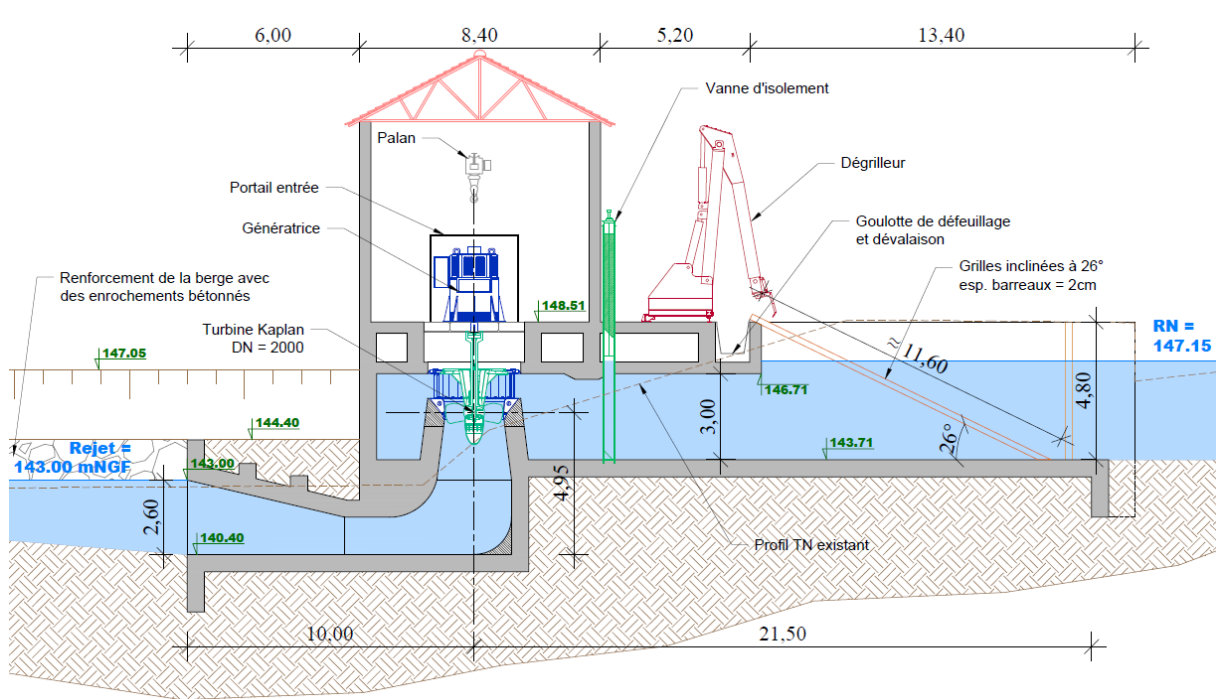 6,00
8,40
5,20
13,40
Vanne d'isolement
Palan
Dégrilleur
Portail entrée
Génératrice
Goulotte de défeuillage
et dévalaison
Renforcement de la berge avec
des enrochements bétonnés
Grilles inclinées à 26°
esp. barreaux = 2cm
148.51
Turbine Kaplan
DN = 2000
RN =
147.15
147.05
≈ 11,60
146.71
4,80
3,00
144.40
Rejet =
143.00 mNGF
143.00
143.71
26°
4,95
2,60
140.40
Profil TN existant
10,00
21,50